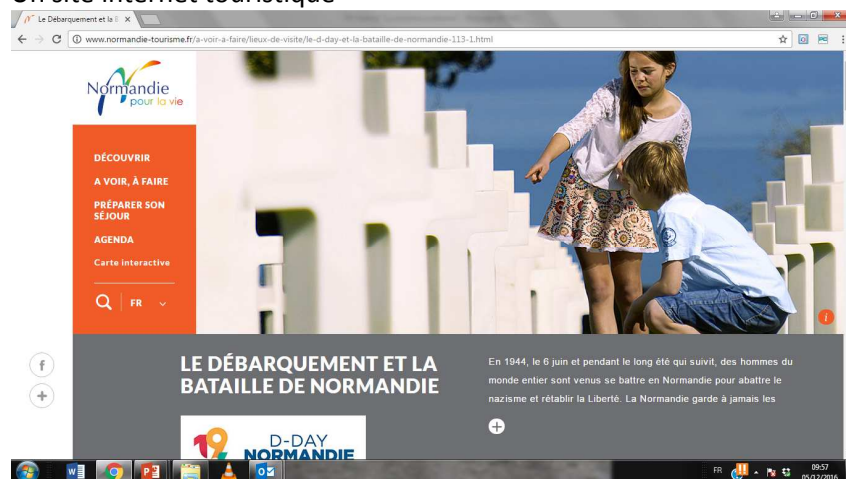 Un site Internet touristique
Le Débarquement et la
www.normandie-tourisme.fr/a-voir-a-faire/lieux-de-visite/le-d-day-et-la-bataille-de-normandie-113-1.html
Normandie
pour la vie
DÉCOUVRIR
A VOIR, À FAIRE
PRÉPARER SON
SÉJOUR
AGENDA
Carte interactive
FR
LE DÉBARQUEMENT ET LA
BATAILLE DE NORMANDIE
En 1944, le 6 juin et pendant le long été qui suivit, des hommes du
monde entier sont venus se battre en Normandie pour abattre le
nazisme et rétablir la Liberté. La Normandie garde à jamais les
D-DAY
NORMANDIE
FR
09:57
05/12/2016